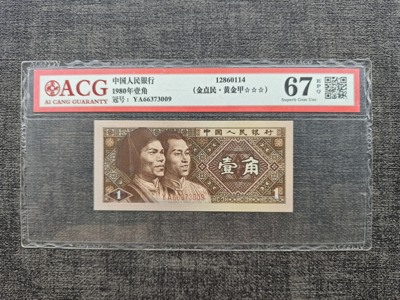 ACG
AI CANG GUARANTY
中国人民银行
1980年壹角
冠号：YA66373009
12860114
（金点民·黄金甲☆☆☆）
67 EPQ
Superb Gem Unc
中国人民银行
壹角
1
1
YA66373009